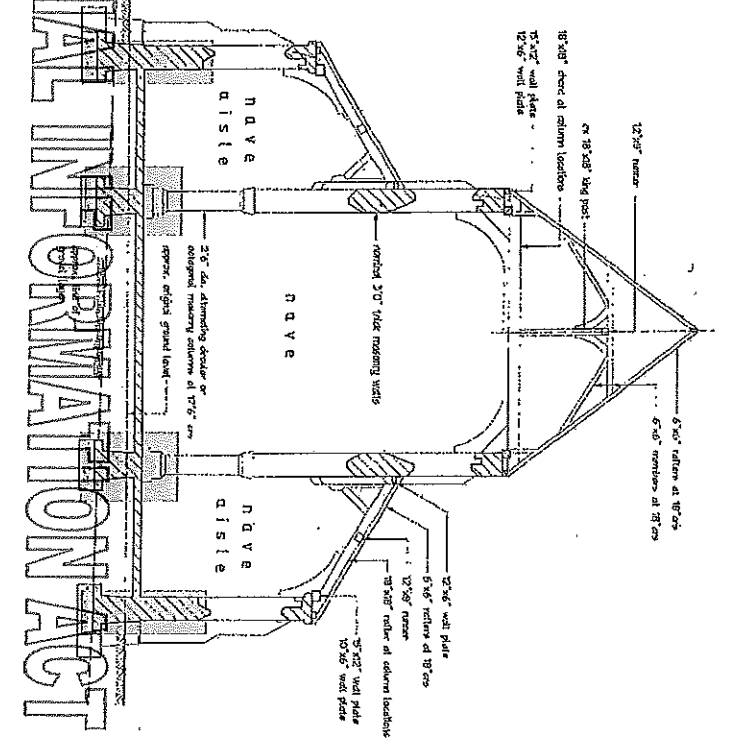 12"x9" runner
ex 18"x18" king post
18"x18" chord at column locations
15"x12" wall plate
12"x6" wall plate
6"x6" rafters at 18"crs
6"x6" members at 18"crs
nave
aisle
nave
nave
aisle
nominal 3'0" thick masonry walls
2'6" dia. alternating circular or
octagonal masonry columns at 17'6" crs
approx. original ground level
12"x6" wall plate
6"x6" rafters at 18"crs
12"x9" runner
18"x18" rafter at column locations
15"x12" wall plate
10"x6" wall plate
IAL INFORMATION ACT